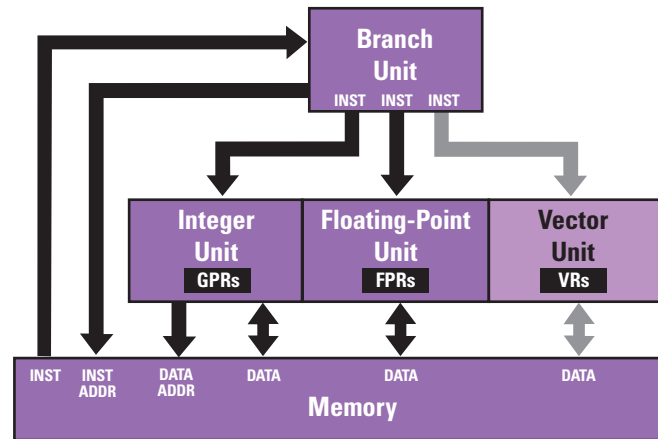 Branch
Unit
INST INST INST
Integer
Unit
GPRs
Floating-Point
Unit
FPRs
Vector
Unit
VRs
INST
INST
ADDR
DATA
ADDR
DATA
DATA
DATA
Memory